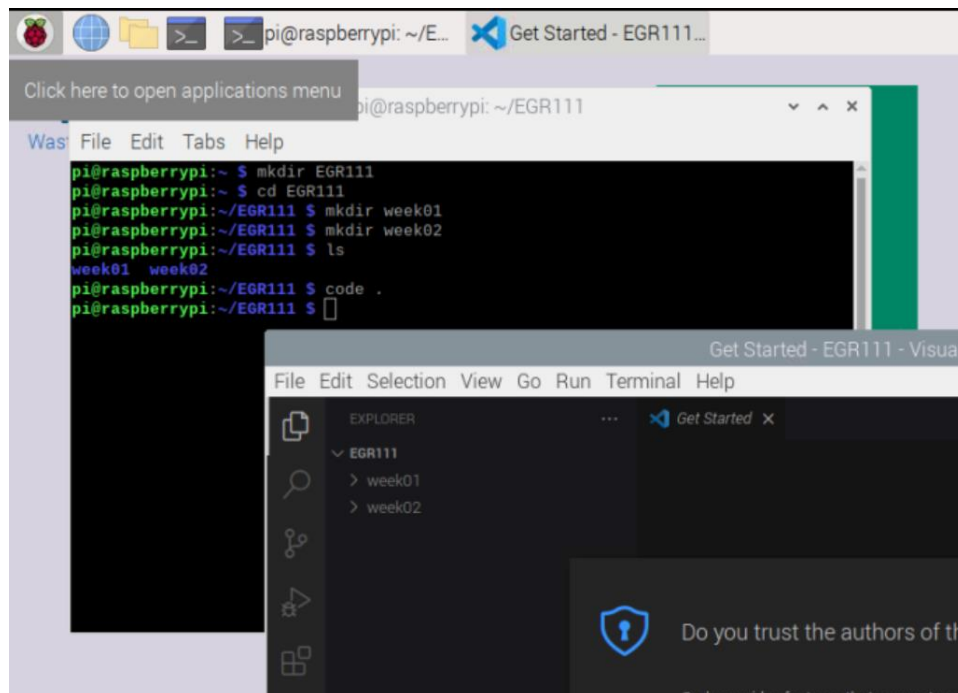 pi@raspberrypi: ~/E... Get Started - EGR111...
Click here to open applications menu
pi@raspberrypi: ~/EGR111
Was
File Edit Tabs Help
pi@raspberrypi:~ $ mkdir EGR111
pi@raspberrypi:~ $ cd EGR111
pi@raspberrypi:~/EGR111 $ mkdir week01
pi@raspberrypi:~/EGR111 $ mkdir week02
pi@raspberrypi:~/EGR111 $ ls
week01 week02
pi@raspberrypi:~/EGR111 $ code .
pi@raspberrypi:~/EGR111 $
Get Started - EGR111 - Visua
File Edit Selection View Go Run Terminal Help
EXPLORER ... Get Started
EGR111
week01
week02
Do you trust the authors of th